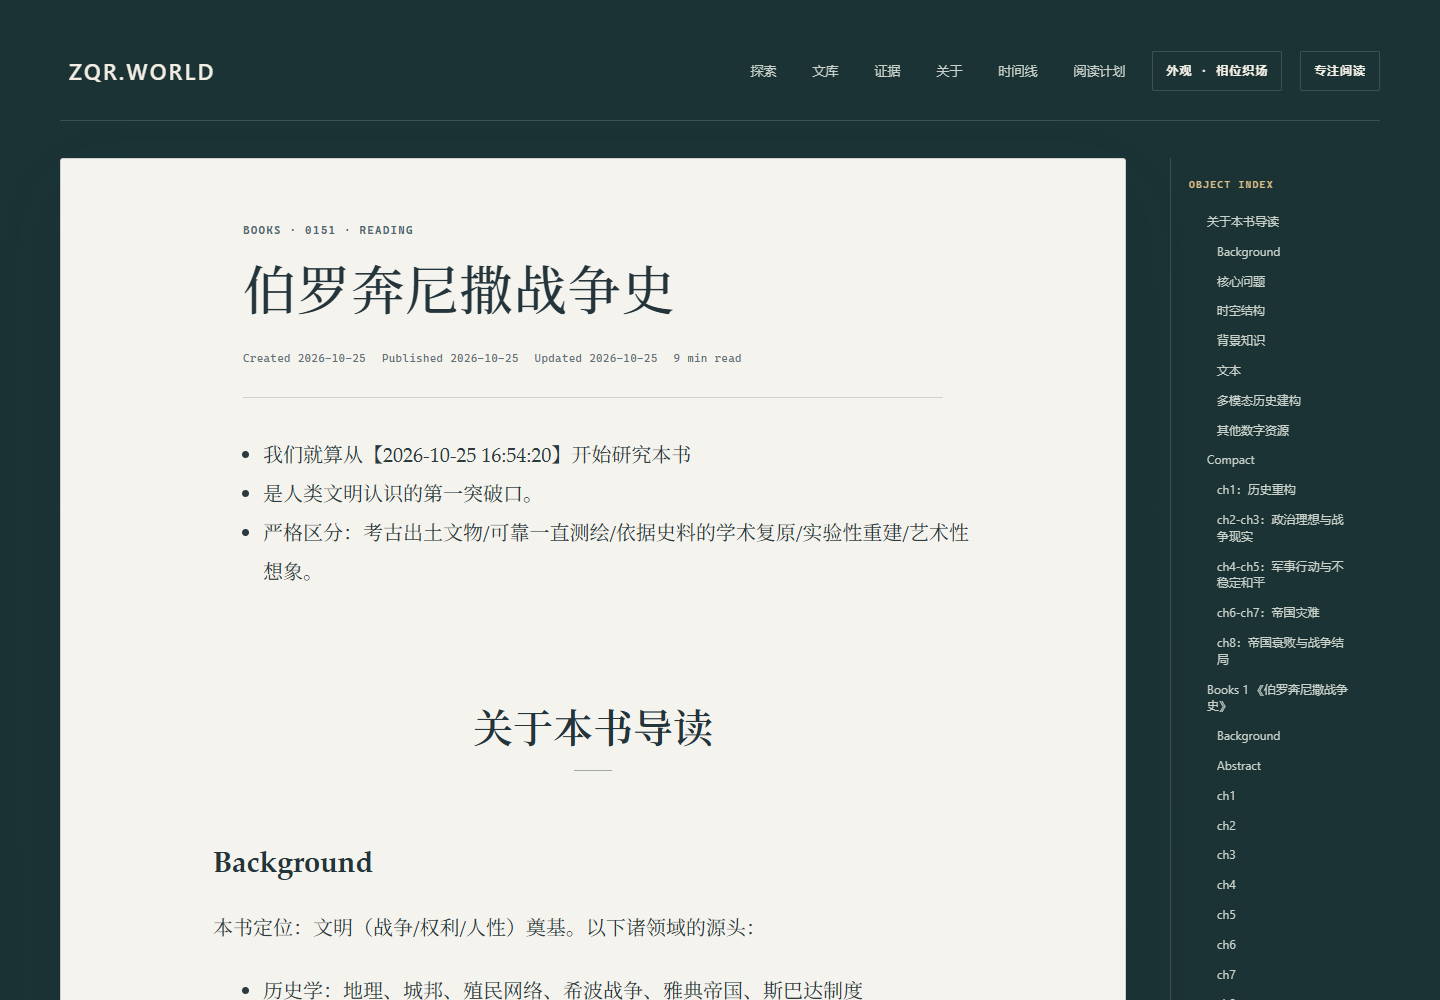 ZQR.WORLD
探索
文库
证据
关于
时间线
阅读计划
外观 · 相位织场
专注阅读
BOOKS · 0151 · READING
伯罗奔尼撒战争史
Created 2026-10-25 Published 2026-10-25 Updated 2026-10-25 9 min read
我们就算从【2026-10-25 16:54:20】开始研究本书
是人类文明认识的第一突破口。
严格区分：考古出土文物/可靠一直测绘/依据史料的学术复原/实验性重建/艺术性
想象。
关于本书导读
Background
本书定位：文明（战争/权利/人性）奠基。以下诸领域的源头：
历史学：地理、城邦、殖民网络、希波战争、雅典帝国、斯巴达制度
OBJECT INDEX
关于本书导读
Background
核心问题
时空结构
背景知识
文本
多模态历史建构
其他数字资源
Compact
ch1：历史重构
ch2-ch3：政治理想与战
争现实
ch4-ch5：军事行动与不
稳定和平
ch6-ch7：帝国灾难
ch8：帝国衰败与战争结
局
Books 1 《伯罗奔尼撒战争
史》
Background
Abstract
ch1
ch2
ch3
ch4
ch5
ch6
ch7